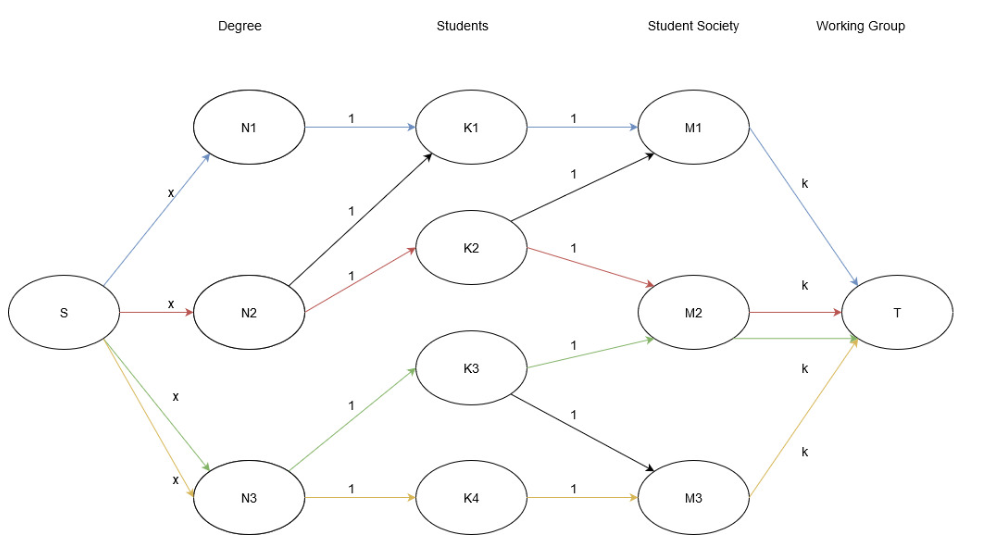 Degree
Students
Student Society
Working Group
N1
1
K1
1
M1
x
k
1
1
K2
1
1
k
S
x
N2
M2
T
1
K3
k
x
1
1
k
x
N3
1
K4
1
M3